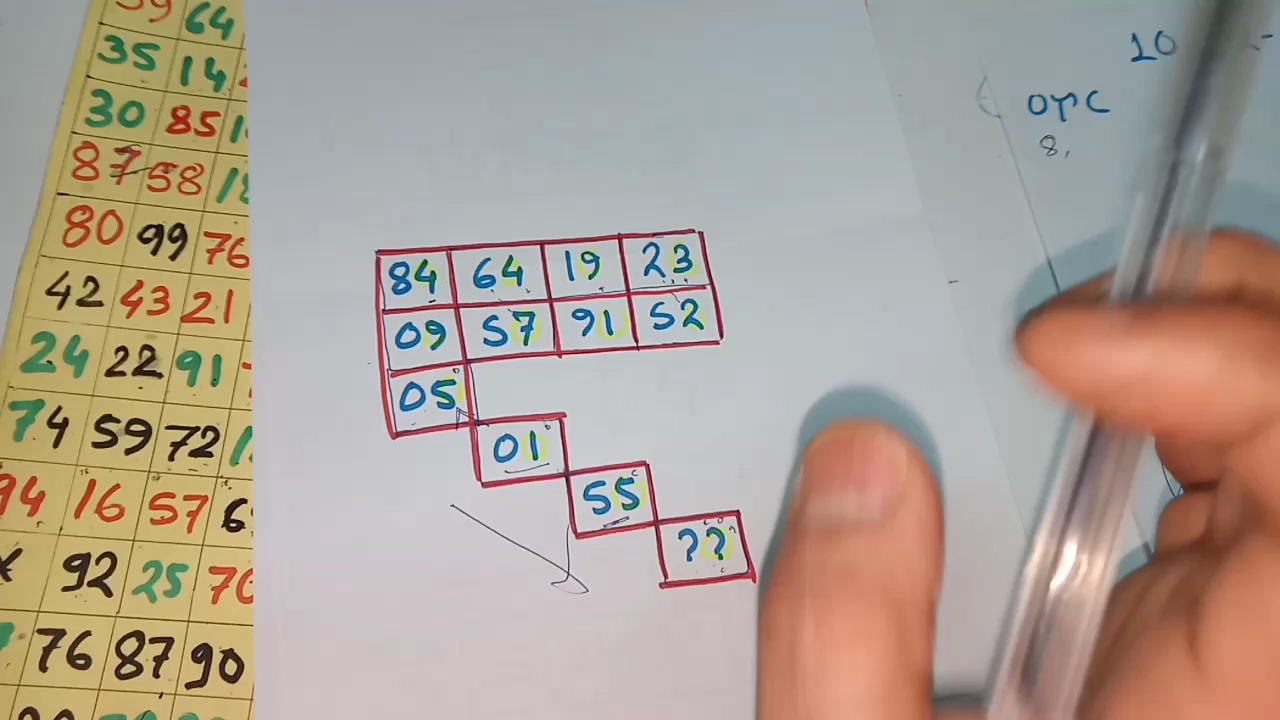 64
35 14
30 85
87 58
80 99 76
42 43 21
24 22 91
74 59 72
94 16 57
92 25 70
76 87 90
84 64 19 23
09 57 91 52
05
01
55
??
10
OTC
8,